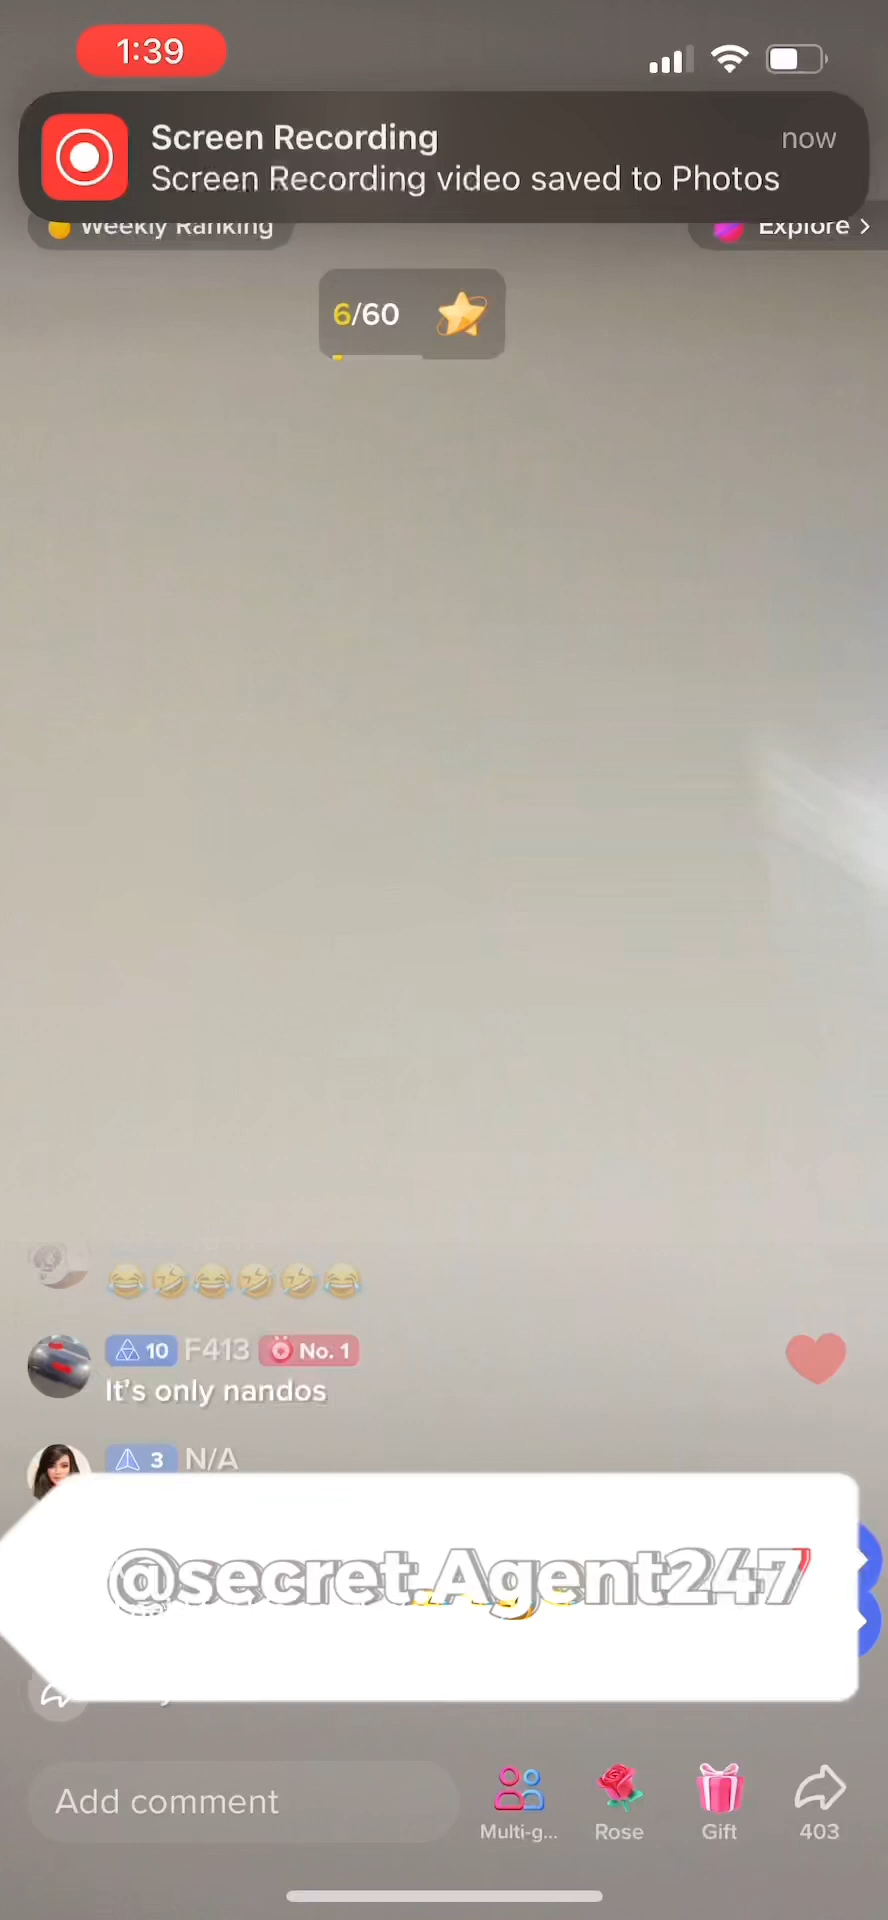 1:39
Screen Recording
now
Screen Recording video saved to Photos
Weekly Ranking
Explore >
6/60
😂🤣😂🤣🤣😂
10 F413 No. 1
It's only nandos
3 N/A
@secret.Agent247
Add comment
Multi-g...
Rose
Gift
403